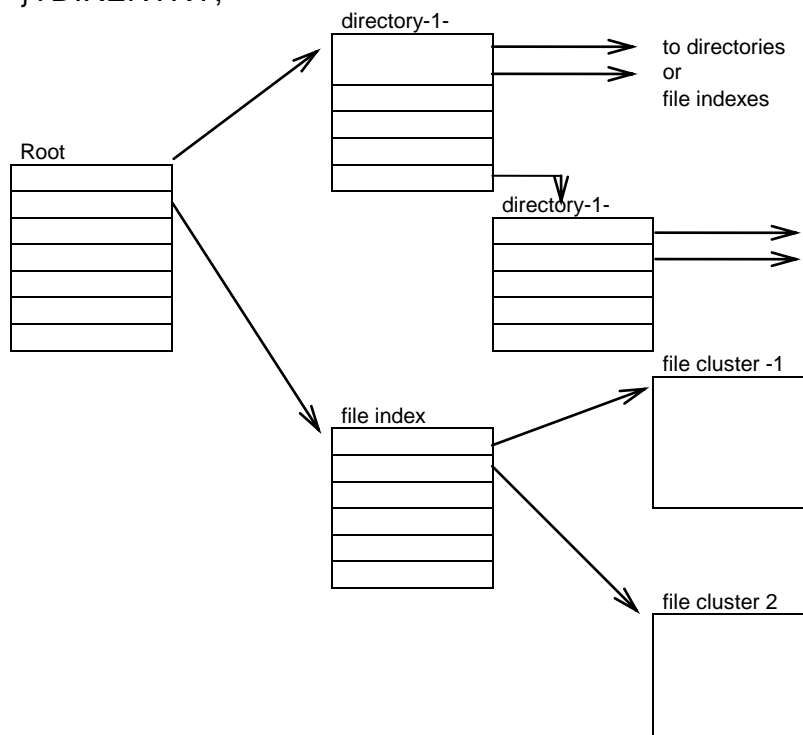 directory-1-
to directories
or
file indexes
Root
directory-1-
file cluster -1
file index
file cluster 2